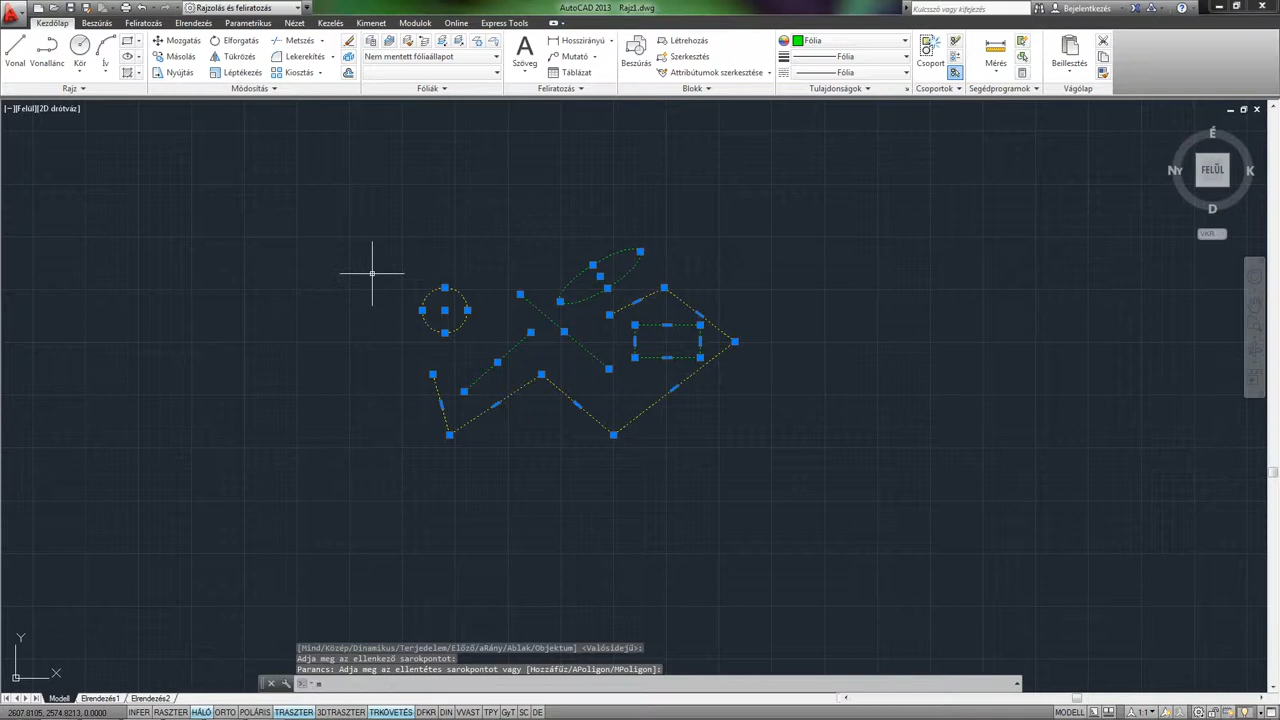 Rajzolás és feliratozás
AutoCAD 2013 Rajz1.dwg
Kulcsszó vagy kifejezés
Bejelentkezés
Kezdőlap Beszúrás Feliratozás Elrendezés Parametrikus Nézet Kezelés Kimenet Modulok Online Express Tools
Mozgatás Elforgatás Metszés
Másolás Tükrözés Lekerekítés
Nyújtás Léptékezés Kiosztás
Vonal Vonallánc Kör Ív
Nem mentett fóliaállapot
Szöveg
Hosszirányú
Mutató
Táblázat
Beszúrás
Létrehozás
Szerkesztés
Attribútumok szerkesztése
Fólia
Fólia
Fólia
Csoport
Mérés
Beillesztés
Rajz Módosítás Fóliák Feliratozás Blokk Tulajdonságok Csoportok Segédprogramok Vágólap
[−][Felül][2D drótváz]
É
NY FELÜL K
D
VKR
[Mind/Közép/Dinamikus/Terjedelem/Előző/aRány/Ablak/Objektum] <Valósidejű>:
Adja meg az ellenkező sarokpontot:
Parancs: Adja meg az ellentétes sarokpontot vagy [Hozzáfűz/APoligon/MPoligon]:
m
Y
X
Modell Elrendezés1 Elrendezés2
2607.8105, 2574.8213, 0.0000 INFER RASZTER HÁLÓ ORTO POLÁRIS TRASZTER 3DTRASZTER TRKÖVETÉS DFKR DIN VVAST TPY GyT SC DE MODELL 1:1